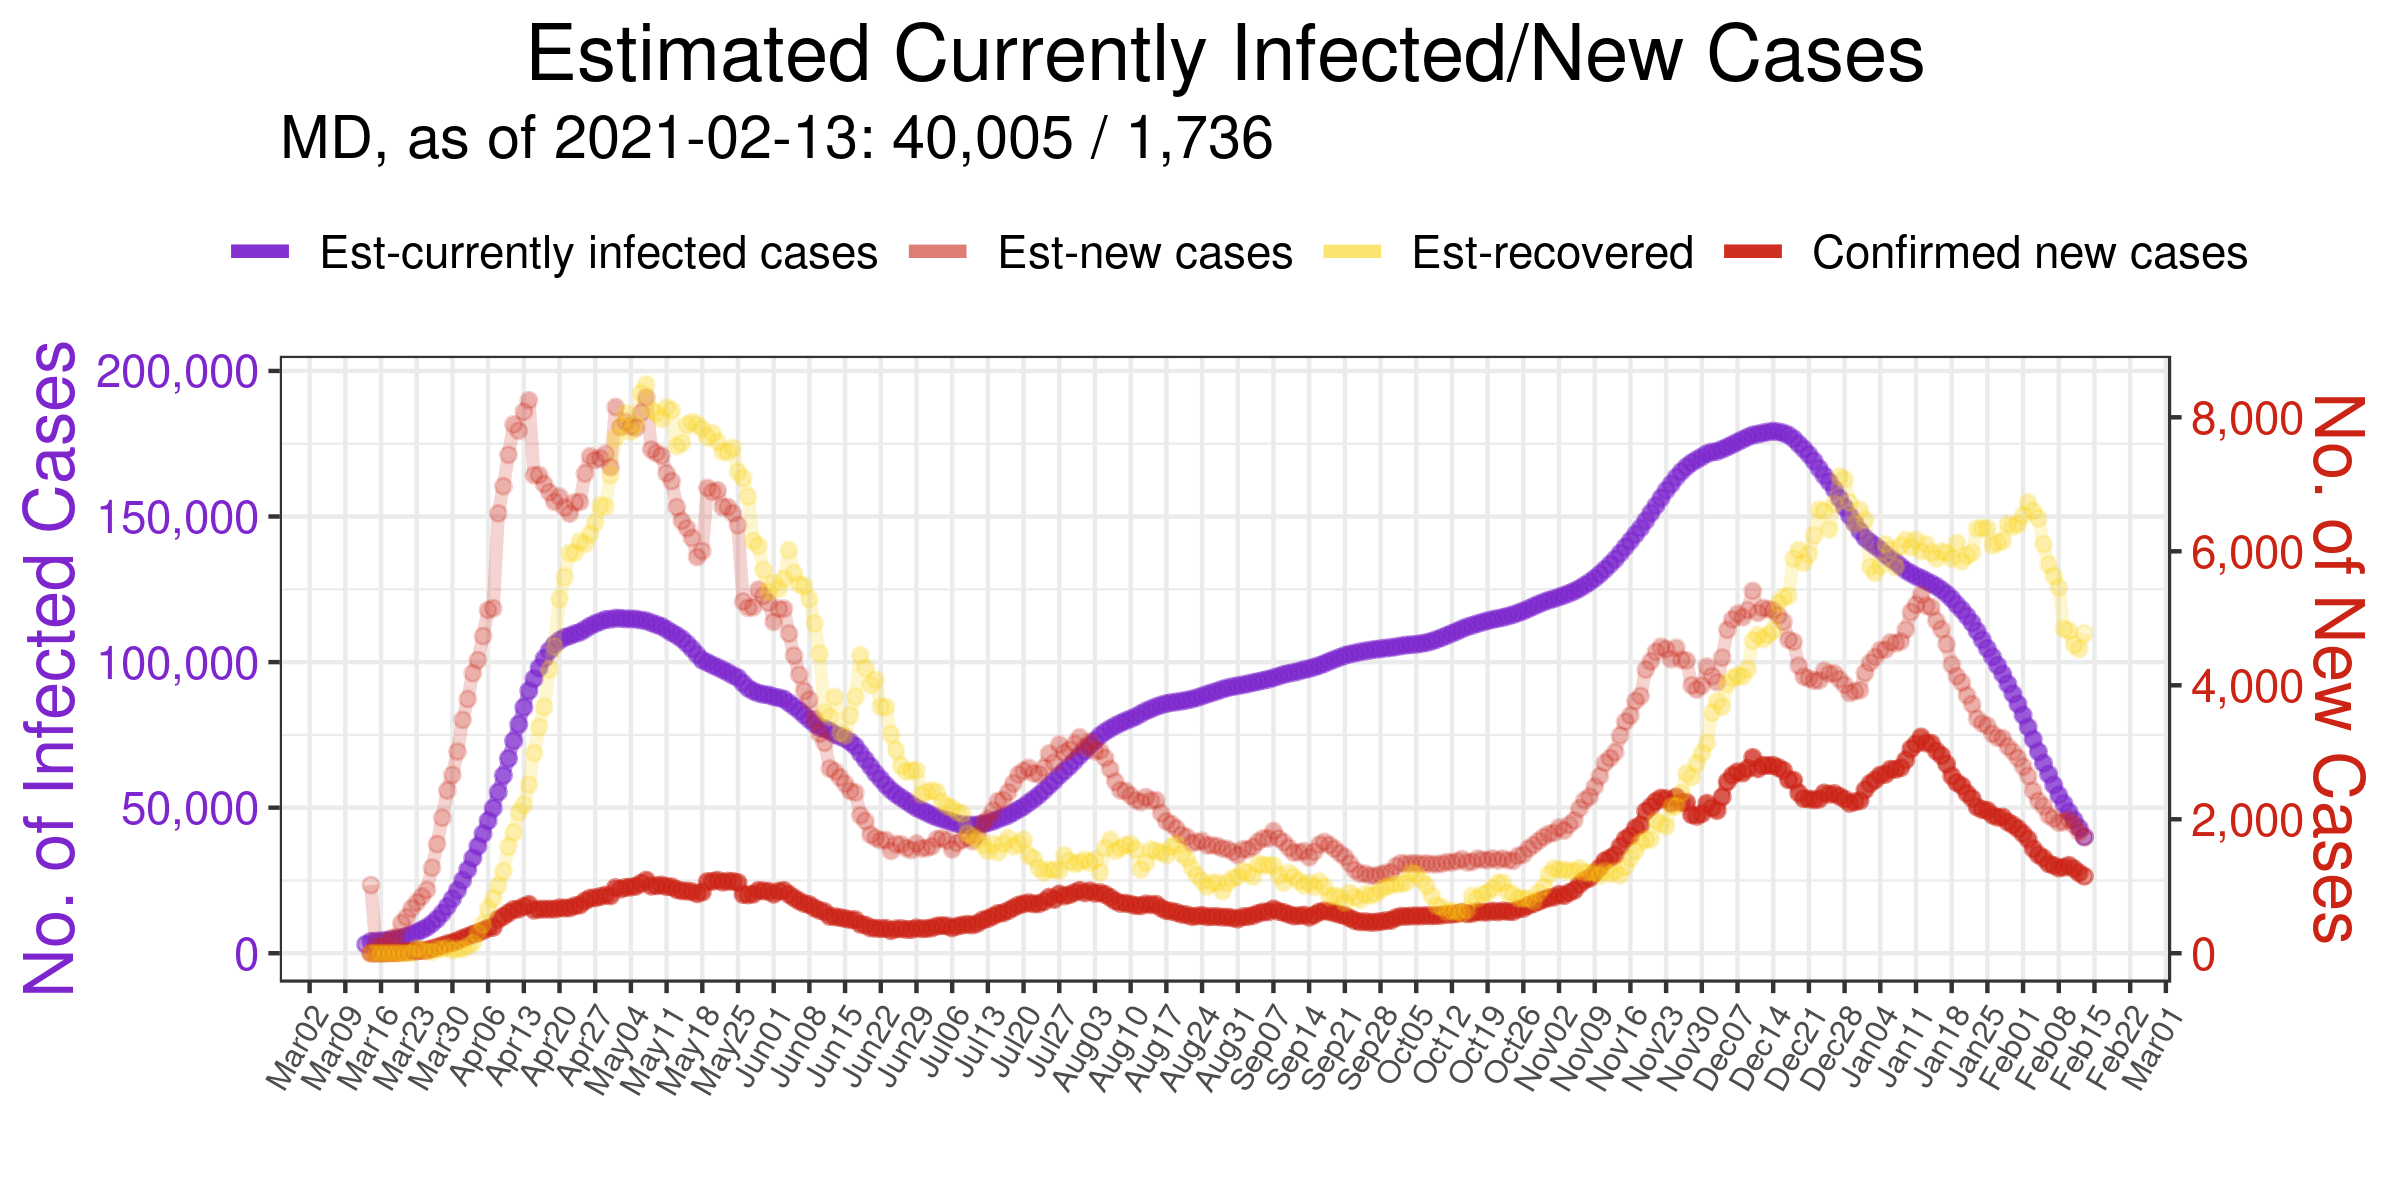 Estimated Currently Infected/New Cases
MD, as of 2021-02-13: 40,005 / 1,736
Est-currently infected cases Est-new cases Est-recovered Confirmed new cases
No. of Infected Cases
200,000
150,000
100,000
50,000
0
8,000
6,000
4,000
2,000
0
No. of New Cases
Mar02 Mar09 Mar16 Mar23 Mar30 Apr06 Apr13 Apr20 Apr27 May04 May11 May18 May25 Jun01 Jun08 Jun15 Jun22 Jun29 Jul06 Jul13 Jul20 Jul27 Aug03 Aug10 Aug17 Aug24 Aug31 Sep07 Sep14 Sep21 Sep28 Oct05 Oct12 Oct19 Oct26 Nov02 Nov09 Nov16 Nov23 Nov30 Dec07 Dec14 Dec21 Dec28 Jan04 Jan11 Jan18 Jan25 Feb01 Feb08 Feb15 Feb22 Mar01